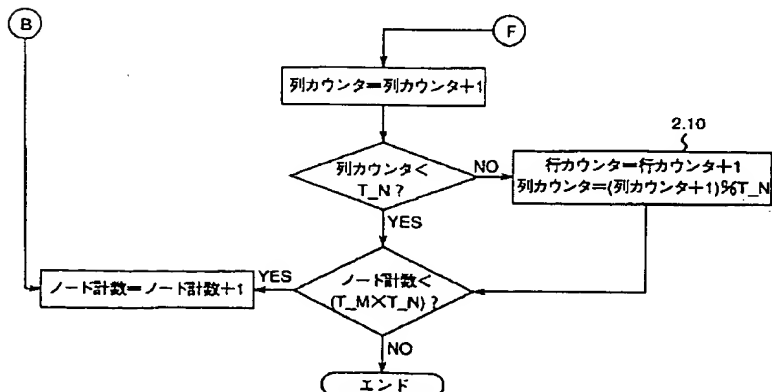 B
F
列カウンタ=列カウンタ+1
2.10
列カウンタ<
T_N?
NO
行カウンタ=行カウンタ+1
列カウンタ=(列カウンタ+1)%T_N
YES
ノード計数=ノード計数+1
YES
ノード計数<
(T_M×T_N)?
NO
エンド